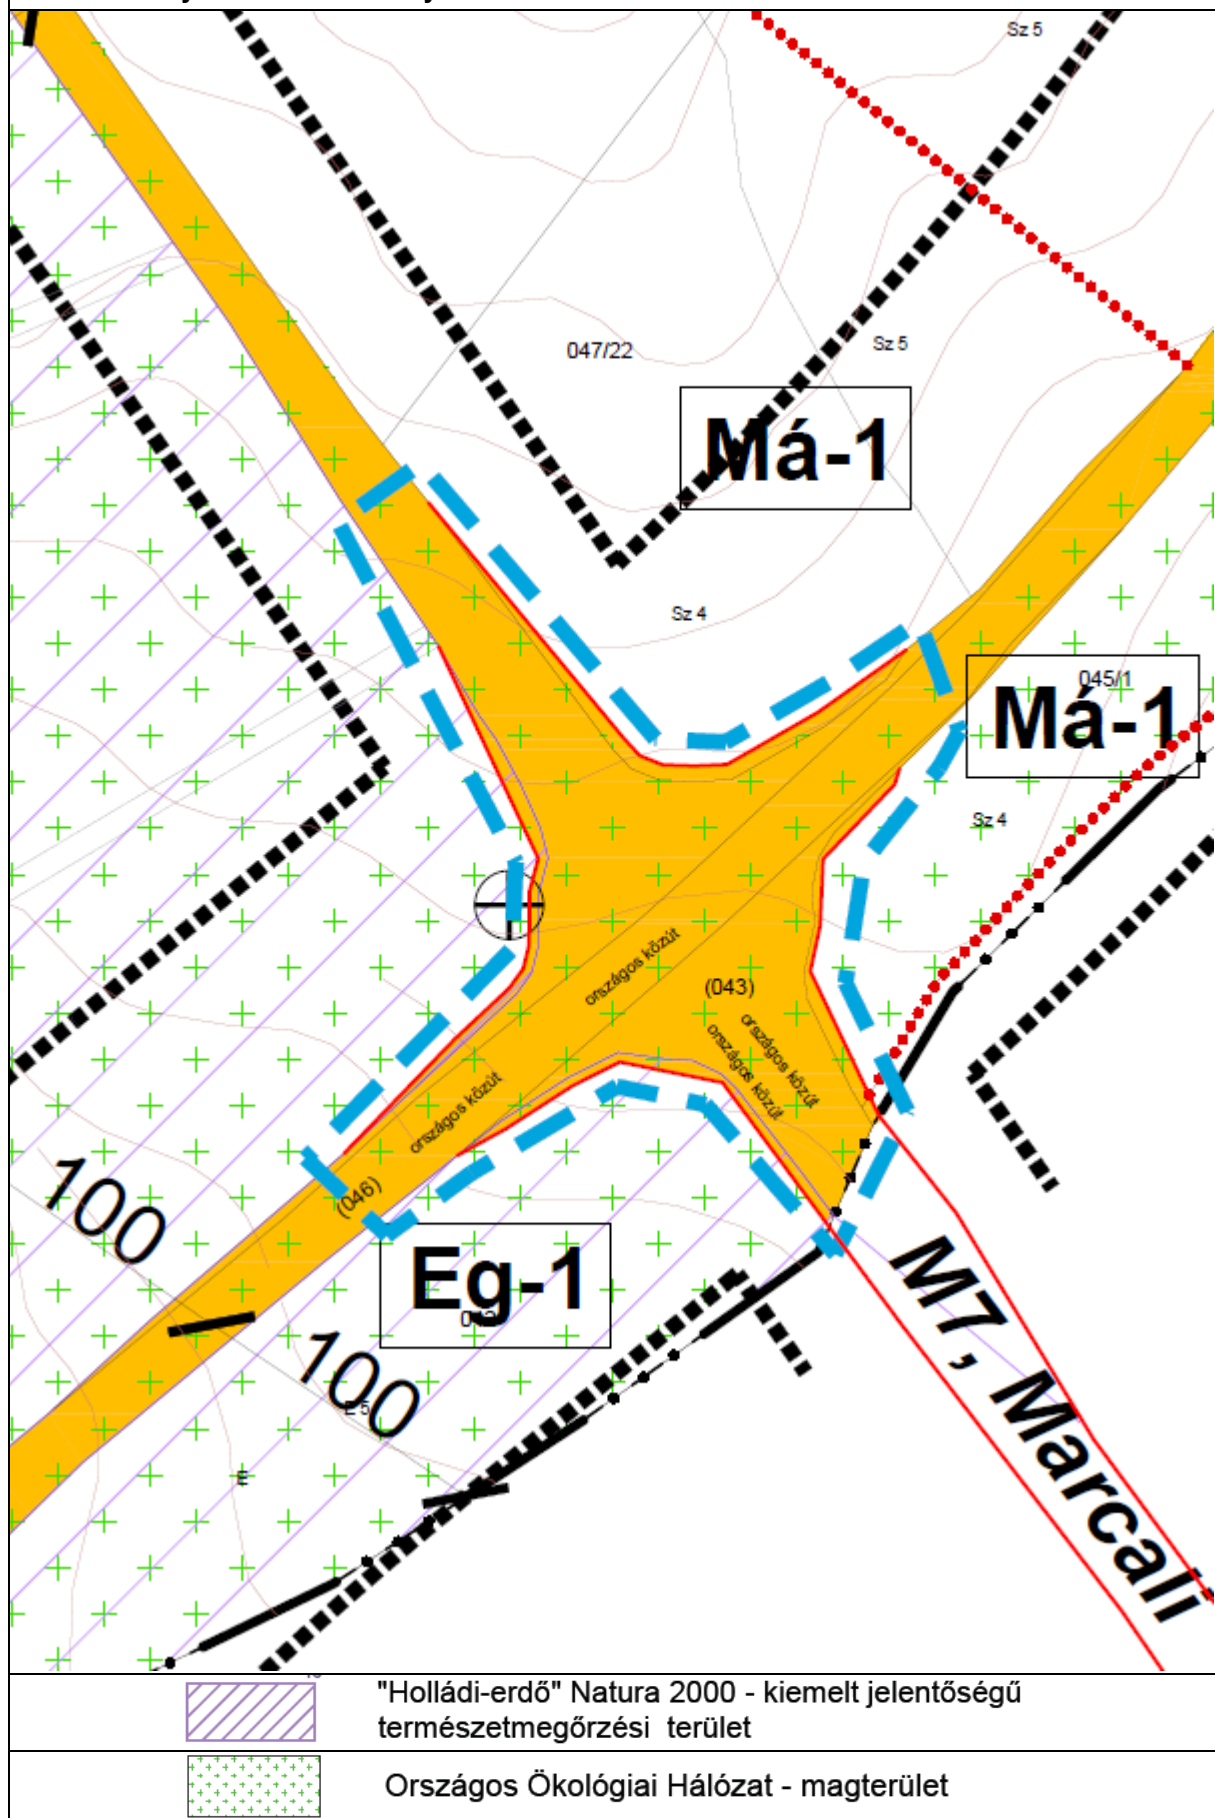 Sz 5
047/22
Sz 5
Má-1
Sz 4
045/1
Má-1
Sz 4
országos közút
(043)
országos közút
országos közút
országos közút
(046)
100
Eg-1
M7, Marcali
100
E 5
E
"Holládi-erdő" Natura 2000 - kiemelt jelentőségű
természetmegőrzési terület
Országos Ökológiai Hálózat - magterület